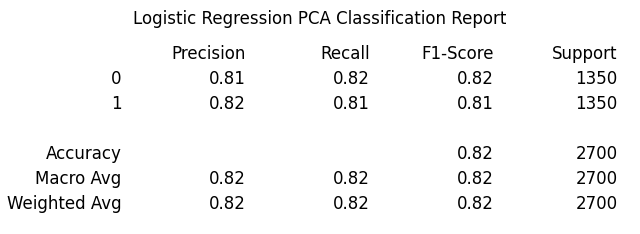 Logistic Regression PCA Classification Report
Precision Recall F1-Score Support
0 0.81 0.82 0.82 1350
1 0.82 0.81 0.81 1350
Accuracy 0.82 2700
Macro Avg 0.82 0.82 0.82 2700
Weighted Avg 0.82 0.82 0.82 2700